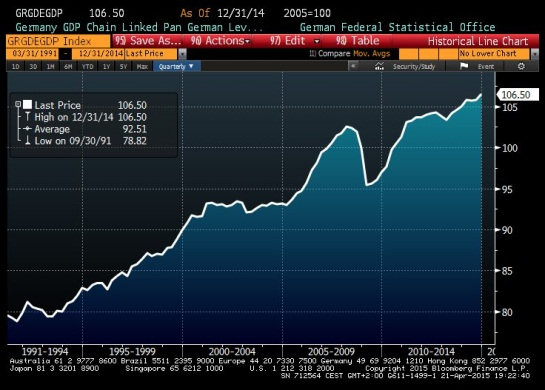 GRGDEGDP 106.50 As Of 12/31/14 2005=100
Germany GDP Chain Linked Pan German Lev... German Federal Statistical Office
GRGDEGDP Index 95) Save As... 96) Actions 97) Edit 98) Table Historical Line Chart
03/31/1991 - 12/31/2014 Last Price Compare Mov. Avgs No Lower Chart
1D 3D 1M 6M YTD 1Y 5Y Max Quarterly Security/Study Event
Last Price 106.50
High on 12/31/14 106.50
Average 92.51
Low on 09/30/91 78.82
106.50
105
100
95
90
85
80
1991-1994 1995-1999 2000-2004 2005-2009 2010-2014 20
Australia 61 2 9777 8600 Brazil 5511 2395 9000 Europe 44 20 7330 7500 Germany 49 69 9204 1210 Hong Kong 852 2977 6000
Japan 81 3 3201 8900 Singapore 65 6212 1000 U.S. 1 212 318 2000 Copyright 2015 Bloomberg Finance L.P.
SN 712564 CEST GMT+2:00 G611-1499-1 21-Apr-2015 19:22:40